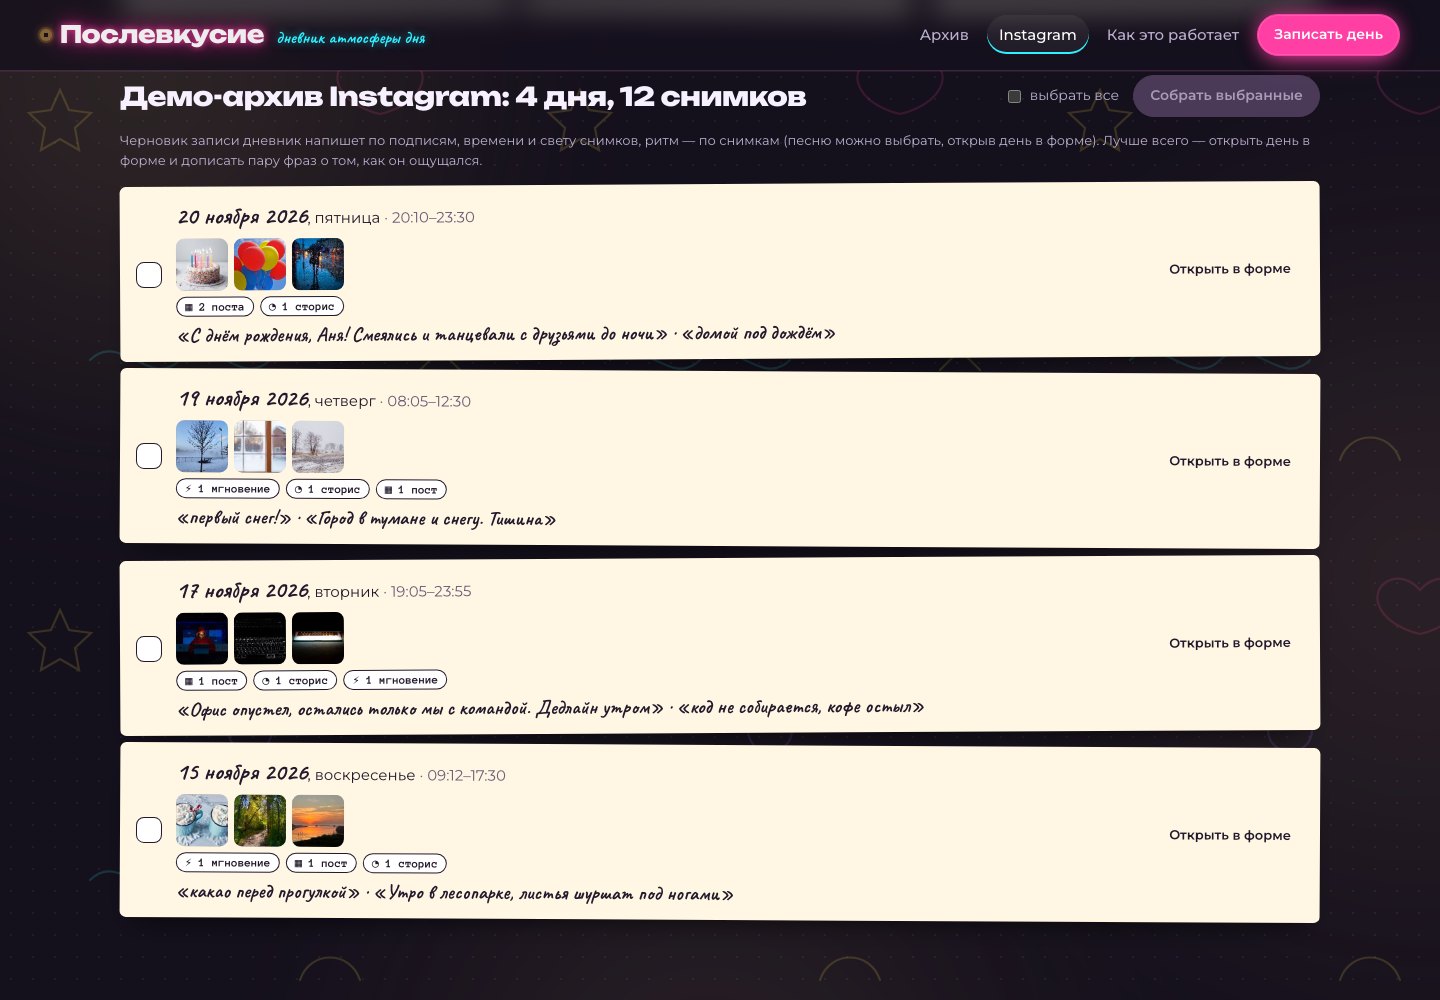 Послевкусие дневник атмосферы дня
Архив Instagram Как это работает Записать день
Демо-архив Instagram: 4 дня, 12 снимков
выбрать все Собрать выбранные
Черновик записи дневник напишет по подписям, времени и свету снимков, ритм — по снимкам (песню можно выбрать, открыв день в форме). Лучше всего — открыть день в
форме и дописать пару фраз о том, как он ощущался.
20 ноября 2026, пятница · 20:10–23:30
2 поста 1 сторис
«С днём рождения, Аня! Смеялись и танцевали с друзьями до ночи» · «домой под дождём»
Открыть в форме
19 ноября 2026, четверг · 08:05–12:30
1 мгновение 1 сторис 1 пост
«первый снег!» · «Город в тумане и снегу. Тишина»
Открыть в форме
17 ноября 2026, вторник · 19:05–23:55
1 пост 1 сторис 1 мгновение
«Офис опустел, остались только мы с командой. Дедлайн утром» · «код не собирается, кофе остыл»
Открыть в форме
15 ноября 2026, воскресенье · 09:12–17:30
1 мгновение 1 пост 1 сторис
«какао перед прогулкой» · «Утро в лесопарке, листья шуршат под ногами»
Открыть в форме